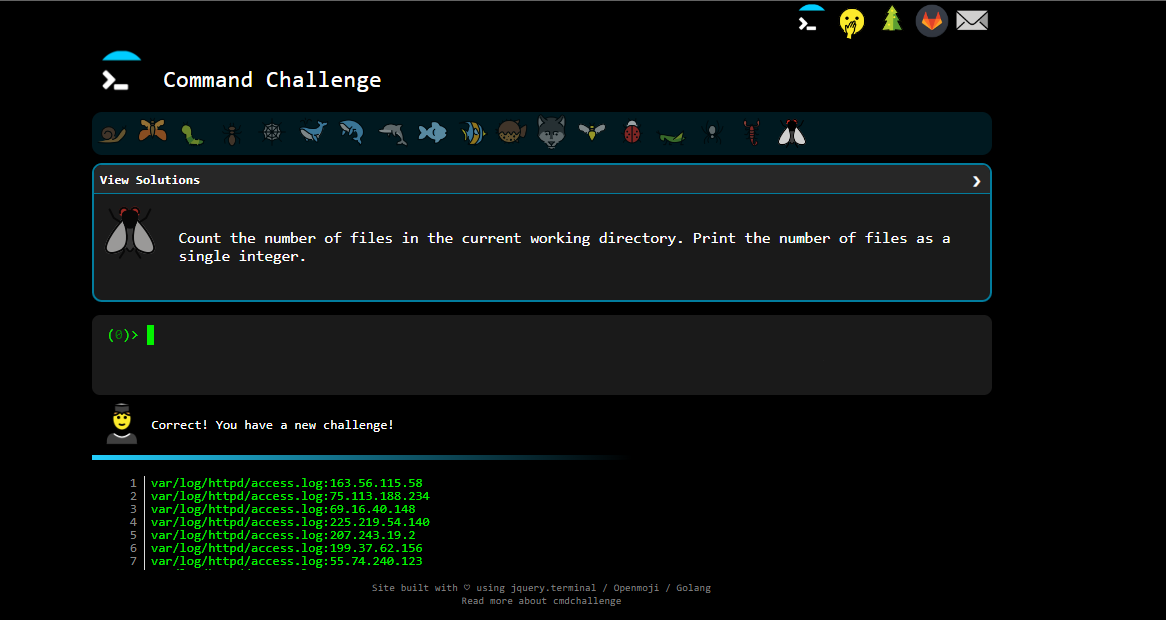 Command Challenge
View Solutions
Count the number of files in the current working directory. Print the number of files as a
single integer.
(0)>
Correct! You have a new challenge!
1 var/log/httpd/access.log:163.56.115.58
2 var/log/httpd/access.log:75.113.188.234
3 var/log/httpd/access.log:69.16.40.148
4 var/log/httpd/access.log:225.219.54.140
5 var/log/httpd/access.log:207.243.19.2
6 var/log/httpd/access.log:199.37.62.156
7 var/log/httpd/access.log:55.74.240.123
Site built with ♡ using jquery.terminal / Openmoji / Golang
Read more about cmdchallenge